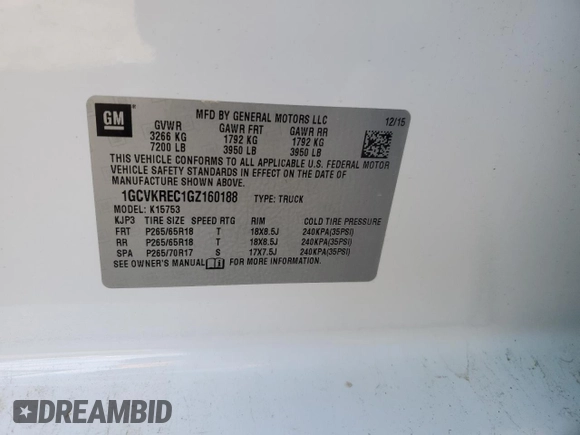 GM
MFD BY GENERAL MOTORS LLC
12/15
GVWR GAWR FRT GAWR RR
3266 KG 1792 KG 1792 KG
7200 LB 3950 LB 3950 LB
THIS VEHICLE CONFORMS TO ALL APPLICABLE U.S. FEDERAL MOTOR
VEHICLE SAFETY AND THEFT PREVENTION
STANDARDS IN EFFECT ON THE DATE OF
MANUFACTURE SHOWN ABOVE.
1GCVKREC1GZ160188 TYPE: TRUCK
MODEL: K15753
KJP3 TIRE SIZE SPEED RTG RIM COLD TIRE PRESSURE
FRT P265/65R18 T 18X8.5J 240KPA(35PSI)
RR P265/65R18 T 18X8.5J 240KPA(35PSI)
SPA P265/70R17 S 17X7.5J 240KPA(35PSI)
SEE OWNER'S MANUAL FOR MORE INFORMATION.
DREAMBID